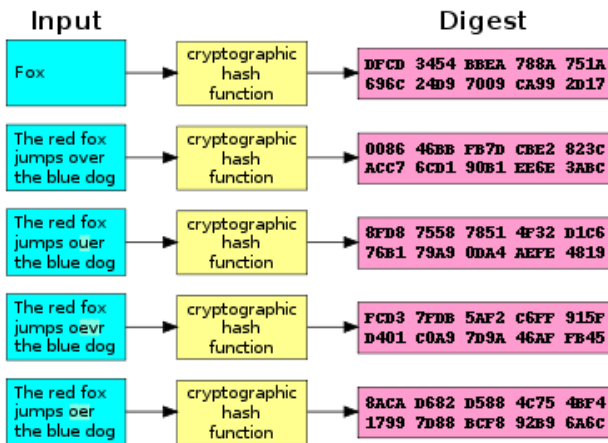 Input
Digest
Fox
cryptographic
hash
function
DFCD 3454 BBEA 788A 751A
696C 24D9 7009 CA99 2D17
The red fox
jumps over
the blue dog
cryptographic
hash
function
0086 46BB FB7D CBE2 823C
ACC7 6CD1 90B1 EE6E 3ABC
The red fox
jumps ouer
the blue dog
cryptographic
hash
function
8FD8 7558 7851 4F32 D1C6
76B1 79A9 0DA4 AEFE 4819
The red fox
jumps oevr
the blue dog
cryptographic
hash
function
FCD3 7FDB 5AF2 C6FF 915F
D401 C0A9 7D9A 46AF FB45
The red fox
jumps oer
the blue dog
cryptographic
hash
function
8ACA D682 D588 4C75 4BF4
1799 7D88 BCF8 92B9 6A6C